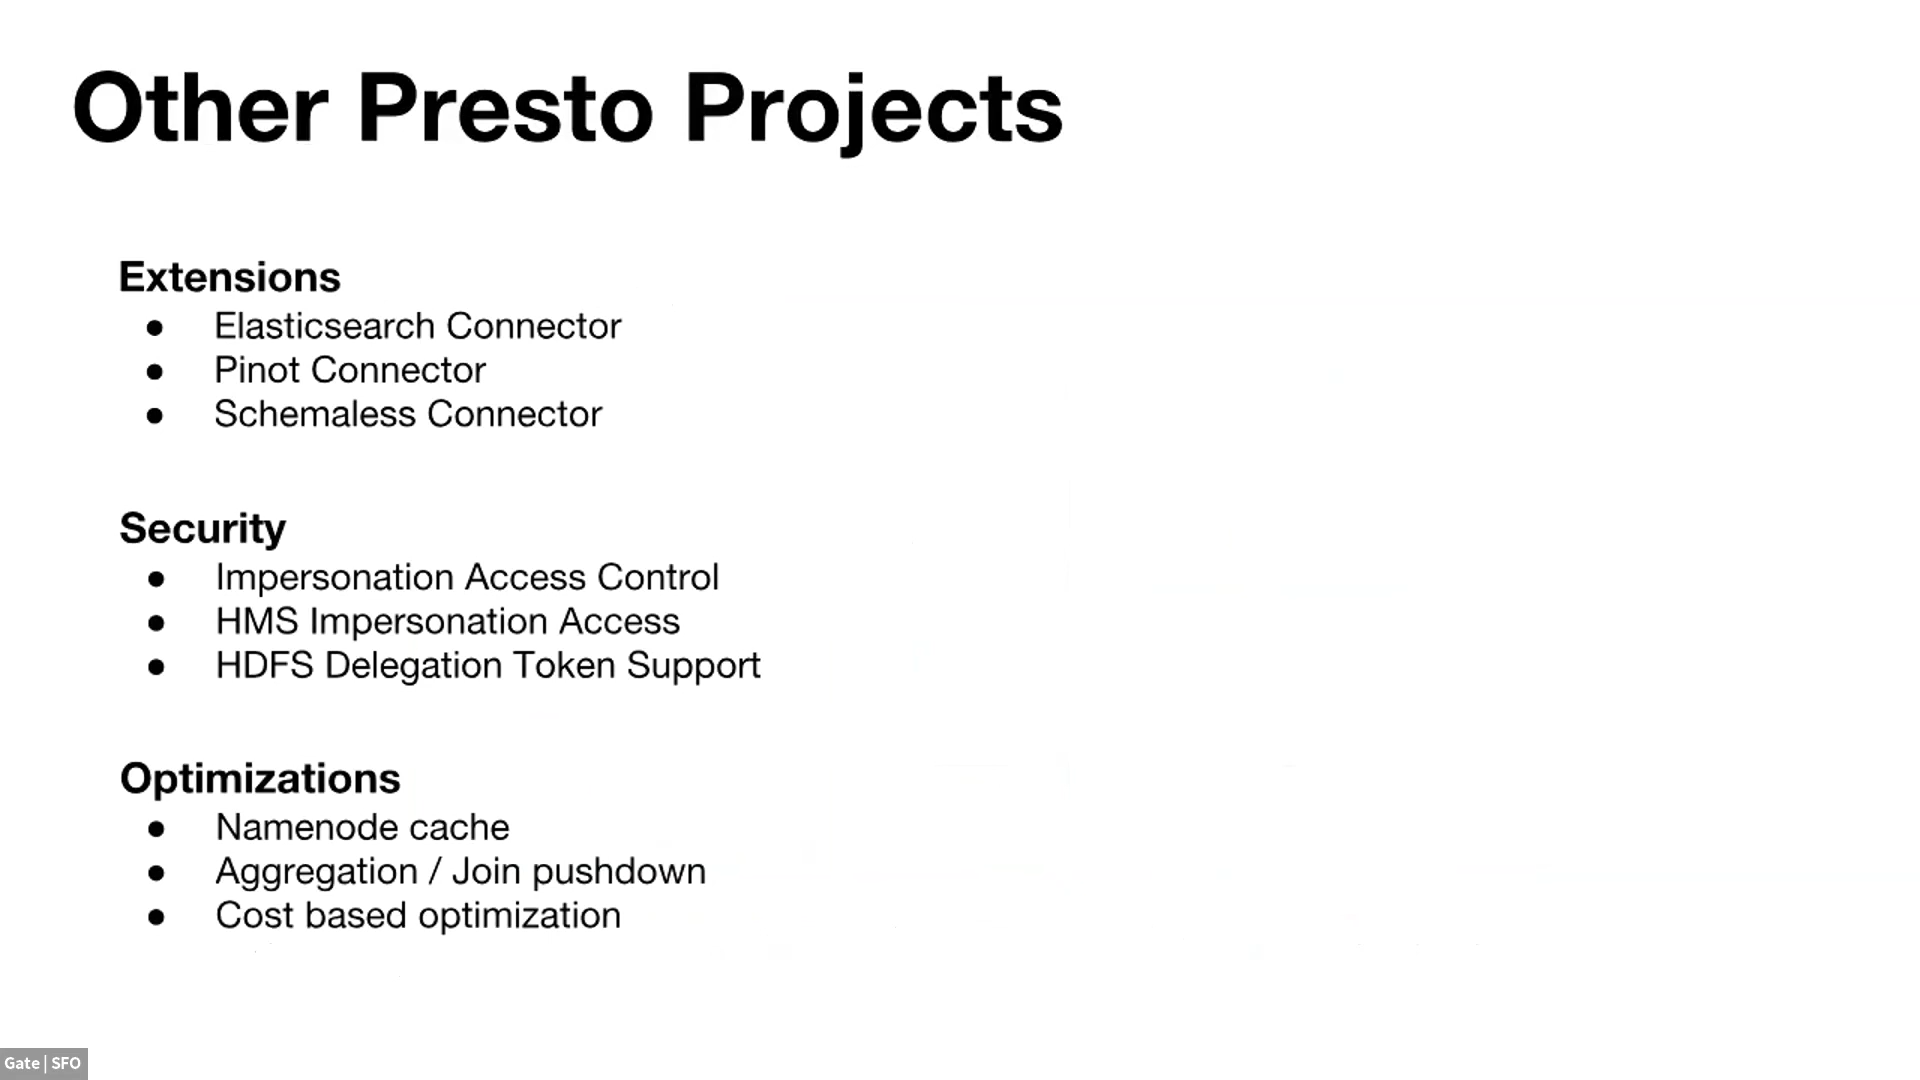 Other Presto Projects
Extensions
● Elasticsearch Connector
● Pinot Connector
● Schemaless Connector
Security
● Impersonation Access Control
● HMS Impersonation Access
● HDFS Delegation Token Support
Optimizations
● Namenode cache
● Aggregation / Join pushdown
● Cost based optimization
Gate | SFO